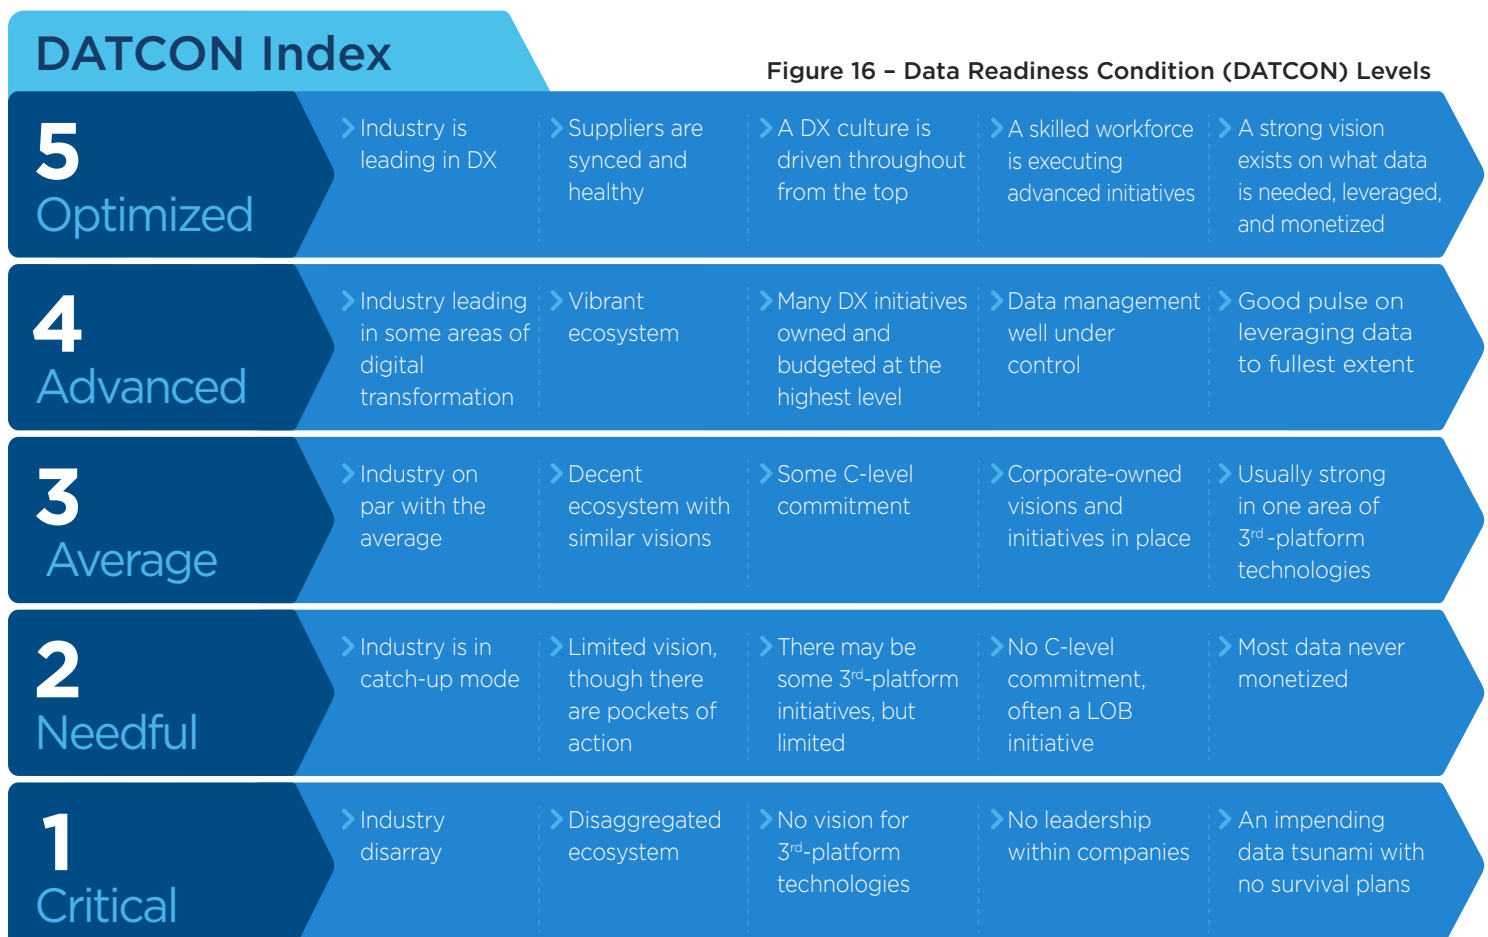 DATCON Index
Figure 16 – Data Readiness Condition (DATCON) Levels
5
Optimized
Industry is
leading in DX
Suppliers are
synced and
healthy
A DX culture is
driven throughout
from the top
A skilled workforce
is executing
advanced initiatives
A strong vision
exists on what data
is needed, leveraged,
and monetized
4
Advanced
Industry leading
in some areas of
digital
transformation
Vibrant
ecosystem
Many DX initiatives
owned and
budgeted at the
highest level
Data management
well under
control
Good pulse on
leveraging data
to fullest extent
3
Average
Industry on
par with the
average
Decent
ecosystem with
similar visions
Some C-level
commitment
Corporate-owned
visions and
initiatives in place
Usually strong
in one area of
3rd -platform
technologies
2
Needful
Industry is in
catch-up mode
Limited vision,
though there
are pockets of
action
There may be
some 3rd-platform
initiatives, but
limited
No C-level
commitment,
often a LOB
initiative
Most data never
monetized
1
Critical
Industry
disarray
Disaggregated
ecosystem
No vision for
3rd-platform
technologies
No leadership
within companies
An impending
data tsunami with
no survival plans